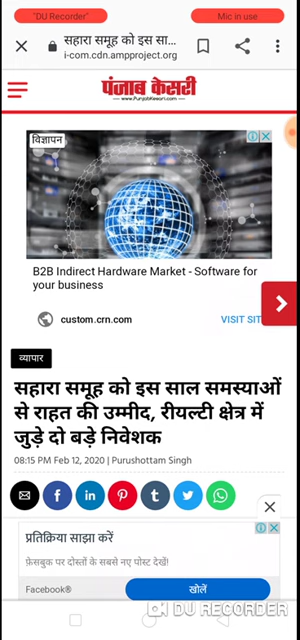 "DU Recorder"
Mic in use
सहारा समूह को इस सा...
i-com.cdn.ampproject.org
पंजाब केसरी
www.PunjabKesari.com
विज्ञापन
B2B Indirect Hardware Market - Software for
your business
custom.crn.com
VISIT SIT
व्यापार
सहारा समूह को इस साल समस्याओं
से राहत की उम्मीद, रीयल्टी क्षेत्र में
जुड़े दो बड़े निवेशक
08:15 PM Feb 12, 2020 | Purushottam Singh
प्रतिक्रिया साझा करें
फ़ेसबुक पर दोस्तों के सबसे नए पोस्ट देखें!
Facebook®
खोलें
DU RECORDER